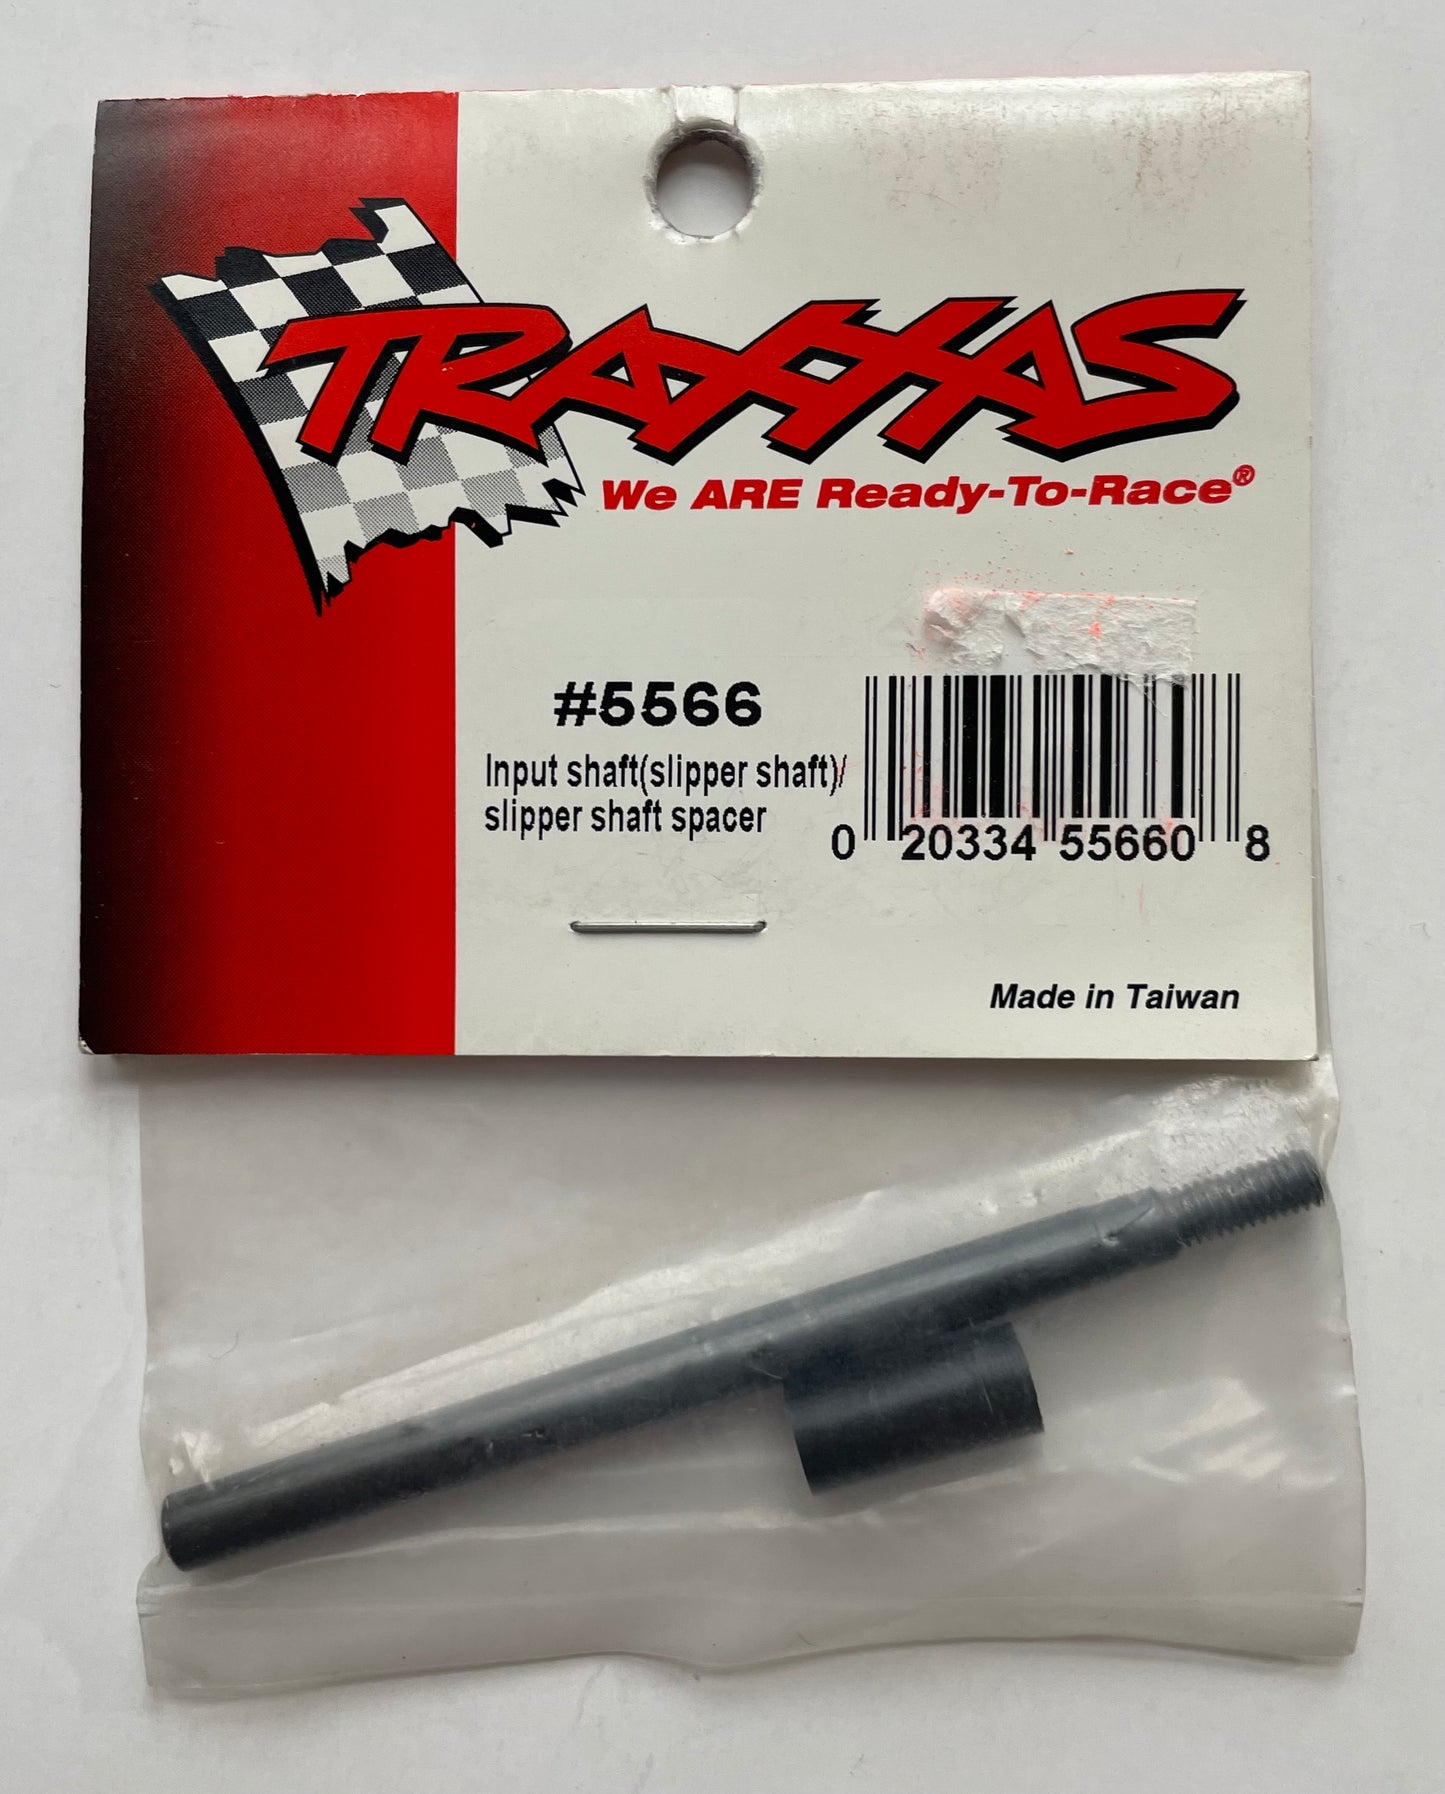 TRAXXAS
We ARE Ready-To-Race®
#5566
Input shaft(slipper shaft)/
slipper shaft spacer
0 20334 55660 8
Made in Taiwan